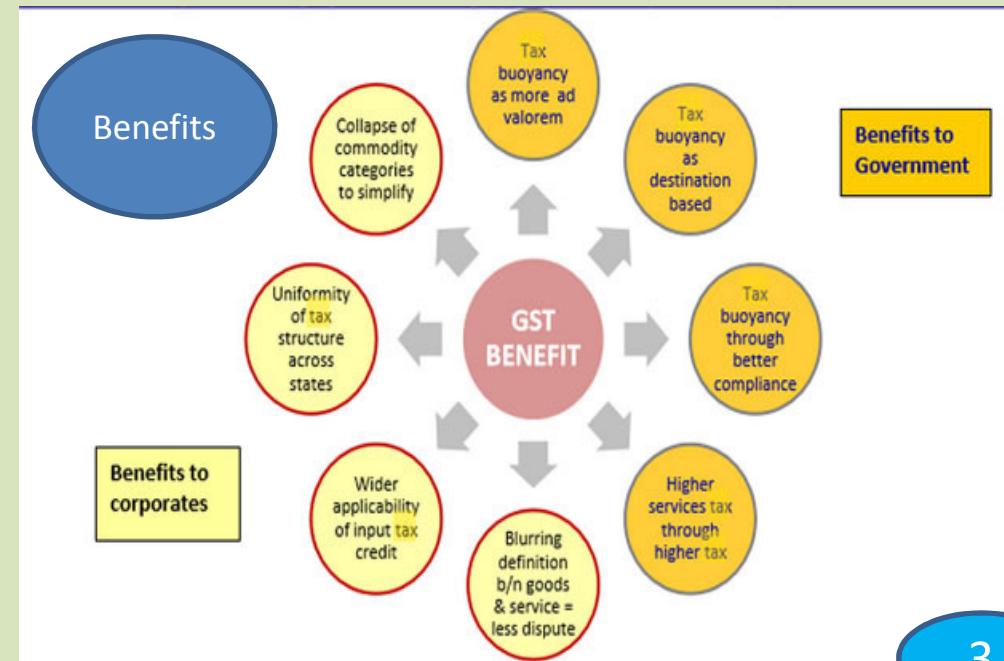 Benefits
Tax
buoyancy
as more ad
valorem
Tax
buoyancy
as
destination
based
Benefits to
Government
Collapse of
commodity
categories
to simplify
Uniformity
of tax
structure
across
states
GST
BENEFIT
Tax
buoyancy
through
better
compliance
Benefits to
corporates
Wider
applicability
of input tax
credit
Blurring
definition
b/n goods
& service =
less dispute
Higher
services tax
through
higher tax
3